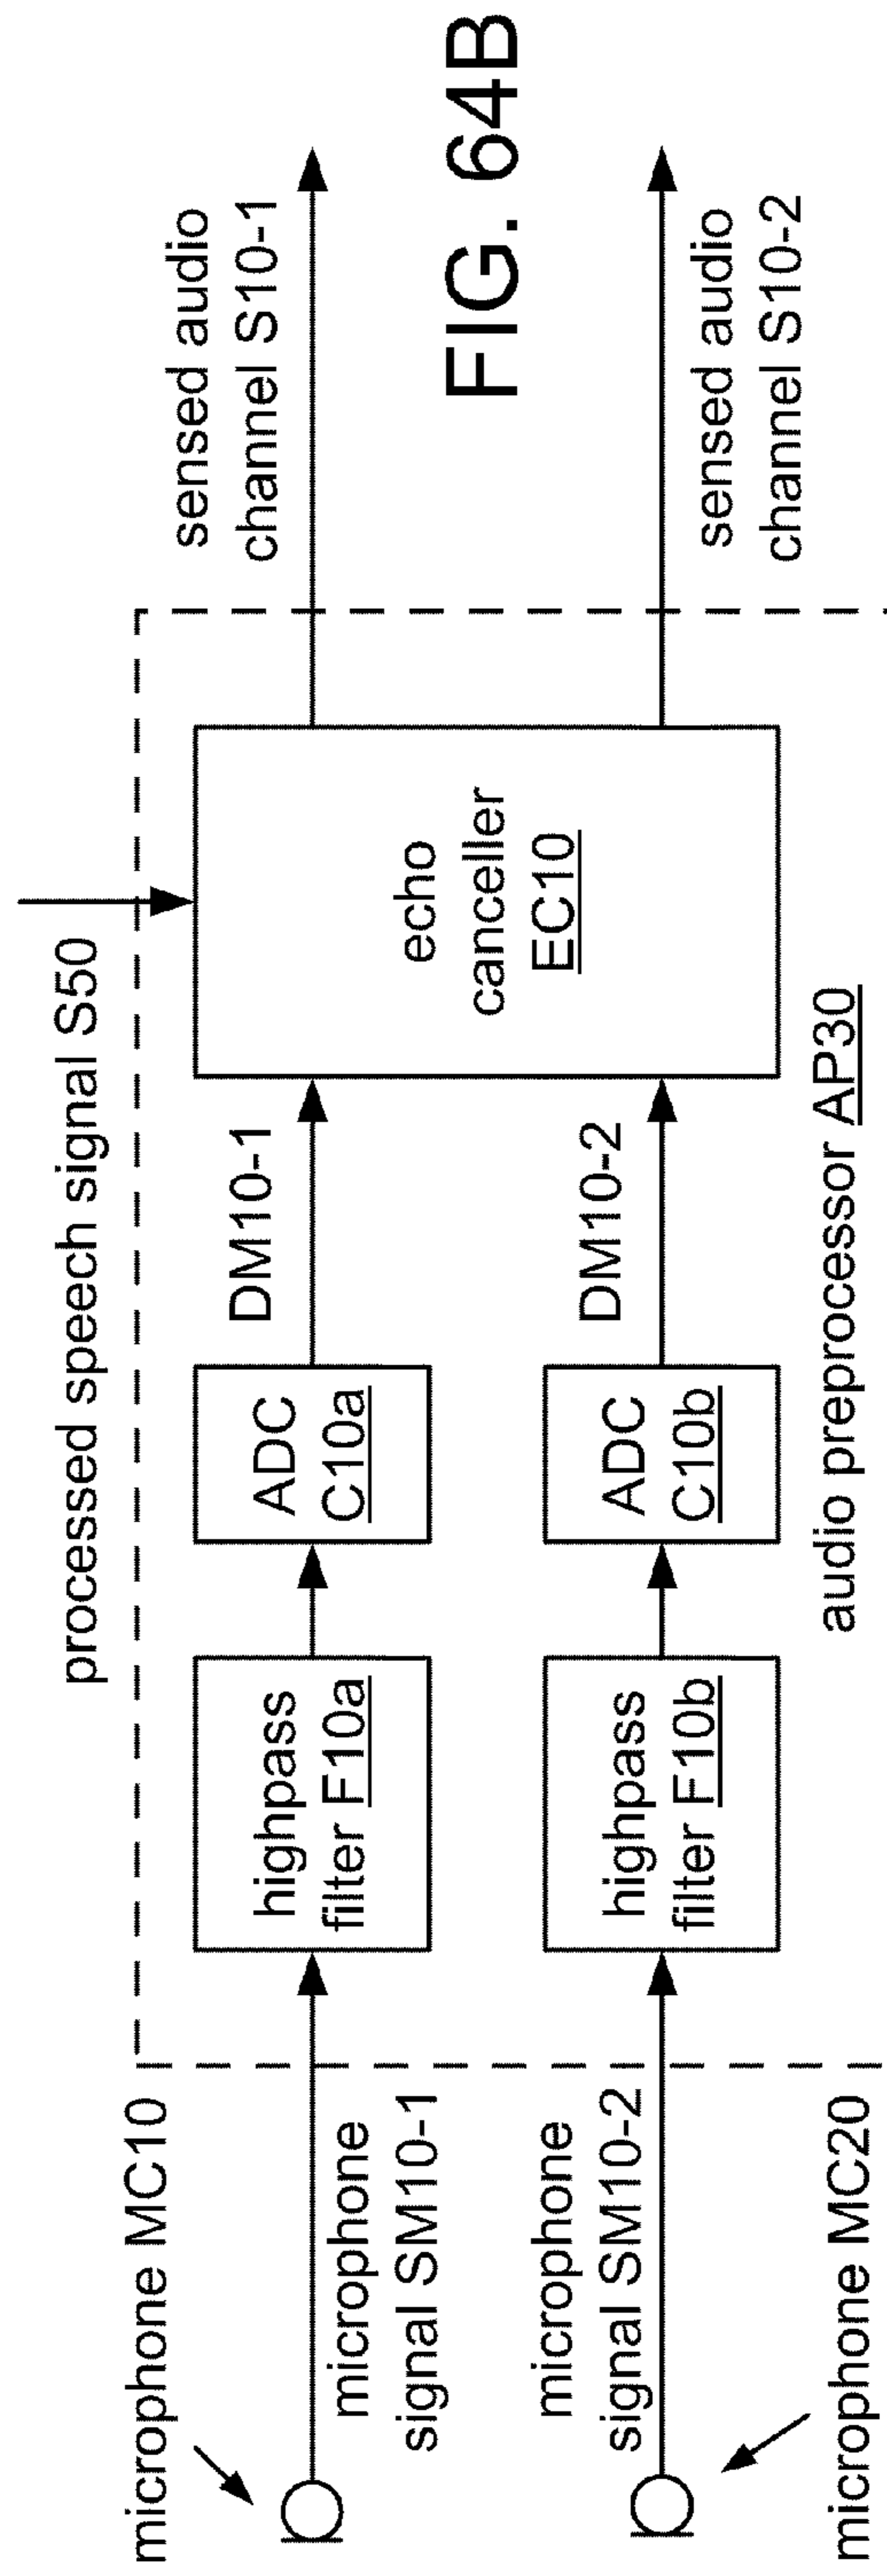 processed speech signal S50
microphone MC10
microphone
signal SM10-1
highpass
filter F10a
ADC
C10a
DM10-1
echo
canceller
EC10
sensed audio
channel S10-1
microphone
signal SM10-2
microphone MC20
highpass
filter F10b
ADC
C10b
DM10-2
sensed audio
channel S10-2
audio preprocessor AP30
FIG. 64B